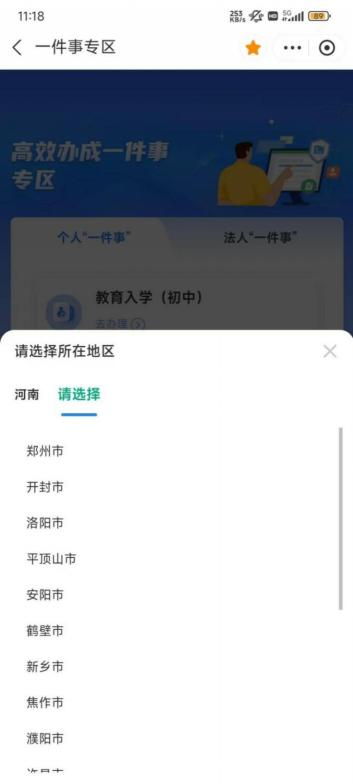 11:18
253 KB/s HD 5G 89
一件事专区
高效办成一件事
专区
个人“一件事”
法人“一件事”
教育入学（初中）
去办理
请选择所在地区
河南
请选择
郑州市
开封市
洛阳市
平顶山市
安阳市
鹤壁市
新乡市
焦作市
濮阳市